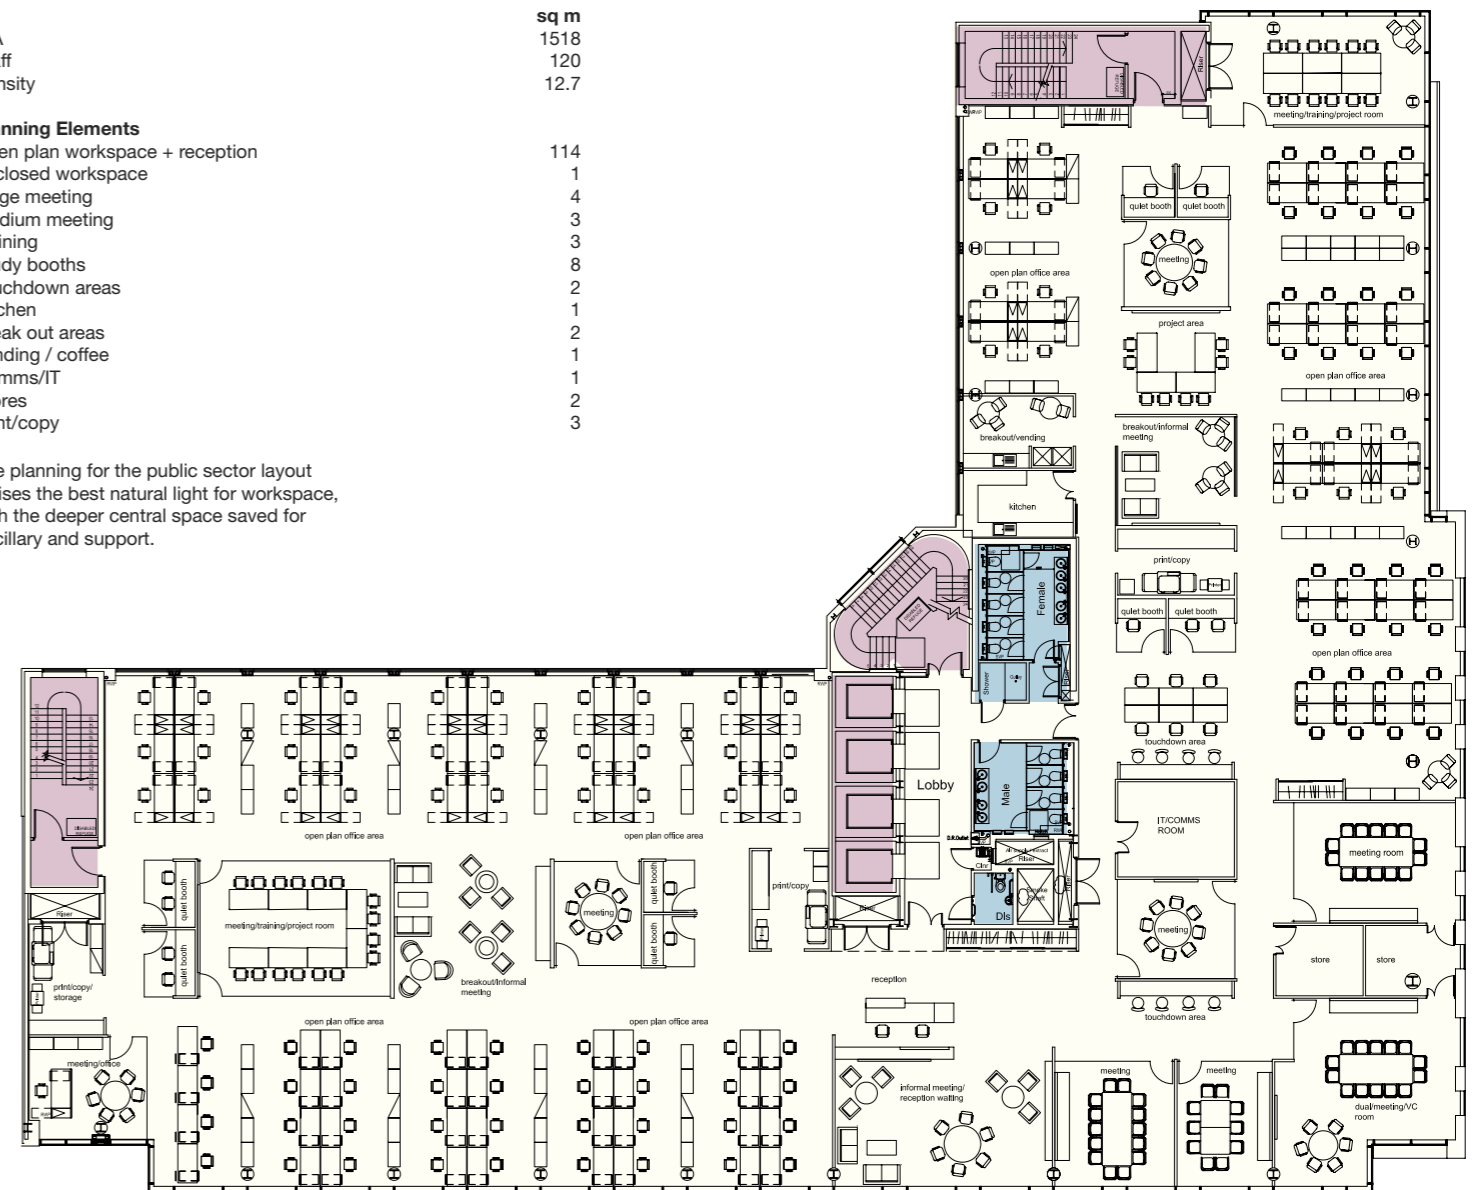 sq m
A 1518
ff 120
nsity 12.7
nning Elements
en plan workspace + reception 114
closed workspace 1
ge meeting 4
dium meeting 3
ining 3
udy booths 8
uchdown areas 2
chen 1
eak out areas 2
nding / coffee 1
mms/IT 1
res 2
nt/copy 3
e planning for the public sector layout
ises the best natural light for workspace,
h the deeper central space saved for
cillary and support.
Riser
meeting/training/project room
quiet booth quiet booth
meeting
open plan office area
project area
open plan office area
breakout/vending
breakout/informal
meeting
kitchen
print/copy
quiet booth quiet booth
Female
Shower
open plan office area
touchdown area
Lobby
Male
IT/COMMS
ROOM
meeting room
open plan office area
open plan office area
print/copy
Riser
Clnr
Riser
Smoke
Shaft
Dis
Riser
Riser
quiet booth
quiet booth
meeting/training/project room
meeting
quiet booth
quiet booth
meeting
store
store
print/copy/
storage
breakout/informal
meeting
reception
open plan office area
open plan office area
touchdown area
meeting/office
informal meeting/
reception waiting
meeting
meeting
dual/meeting/VC
room